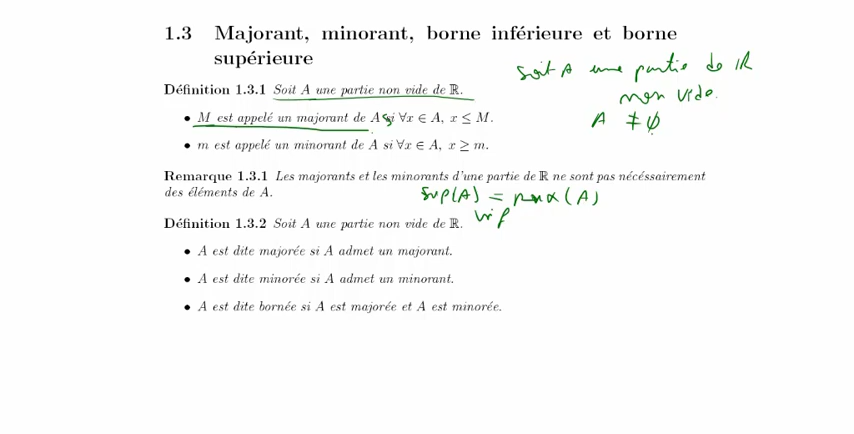 1.3 Majorant, minorant, borne inférieure et borne
supérieure
soit A une partie de IR
non vide.
A ≠ ∅
Définition 1.3.1 Soit A une partie non vide de ℝ.
• M est appelé un majorant de A si ∀x ∈ A, x ≤ M.
• m est appelé un minorant de A si ∀x ∈ A, x ≥ m.
Remarque 1.3.1 Les majorants et les minorants d'une partie de ℝ ne sont pas nécéssairement
des éléments de A.
sup(A) = max(A)
Définition 1.3.2 Soit A une partie non vide de ℝ.
• A est dite majorée si A admet un majorant.
• A est dite minorée si A admet un minorant.
• A est dite bornée si A est majorée et A est minorée.